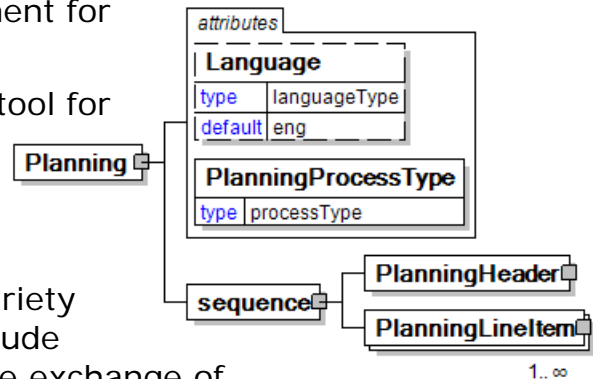 ent for
tool for
riety
ude
e exchange of
attributes
Language
type languageType
default eng
PlanningProcessType
type processType
Planning
sequence
PlanningHeader
PlanningLineItem
1.. ∞